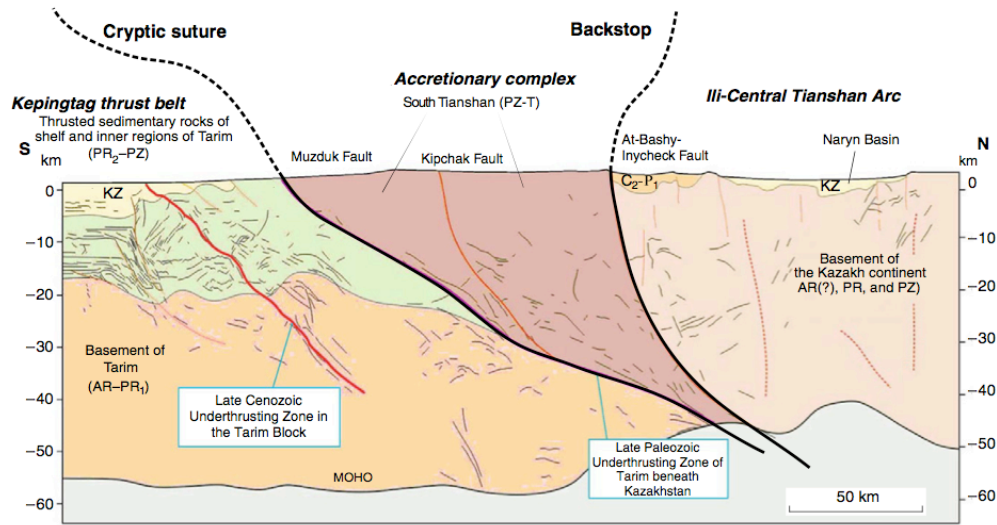 Cryptic suture
Backstop
Accretionary complex
South Tianshan (PZ-T)
Kepingtag thrust belt
Thrusted sedimentary rocks of
shelf and inner regions of Tarim
(PR₂–PZ)
Ili-Central Tianshan Arc
S
km
Muzduk Fault
Kipchak Fault
At-Bashy-
Inycheck Fault
Naryn Basin
N
km
KZ
C₂-P₁
KZ
0
–10
–20
–30
–40
–50
–60
0
–10
–20
–30
–40
–50
–60
Basement of
the Kazakh continent
AR(?), PR, and PZ)
Basement of
Tarim
(AR–PR₁)
Late Cenozoic
Underthrusting Zone in
the Tarim Block
Late Paleozoic
Underthrusting Zone of
Tarim beneath
Kazakhstan
MOHO
50 km